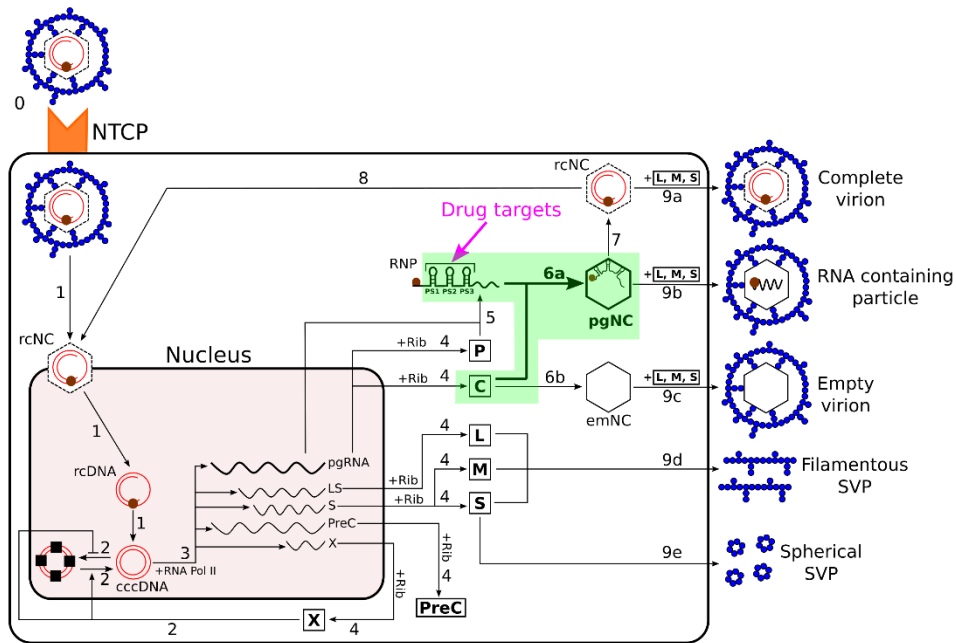 0
NTCP
8
rcNC
+ L, M, S
9a
Complete
virion
Drug targets
7
RNP
PS1 PS2 PS3
6a
pgNC
+ L, M, S
9b
RNA containing
particle
1
5
rcNC
Nucleus
+Rib 4
P
+Rib 4
C
6b
emNC
+ L, M, S
9c
Empty
virion
1
rcDNA
pgRNA
4
L
LS
+Rib
4
M
9d
Filamentous
SVP
S
+Rib
4
S
1
PreC
2
3
X
+Rib
9e
Spherical
SVP
2
cccDNA
+RNA Pol II
+Rib
4
PreC
2
X
4